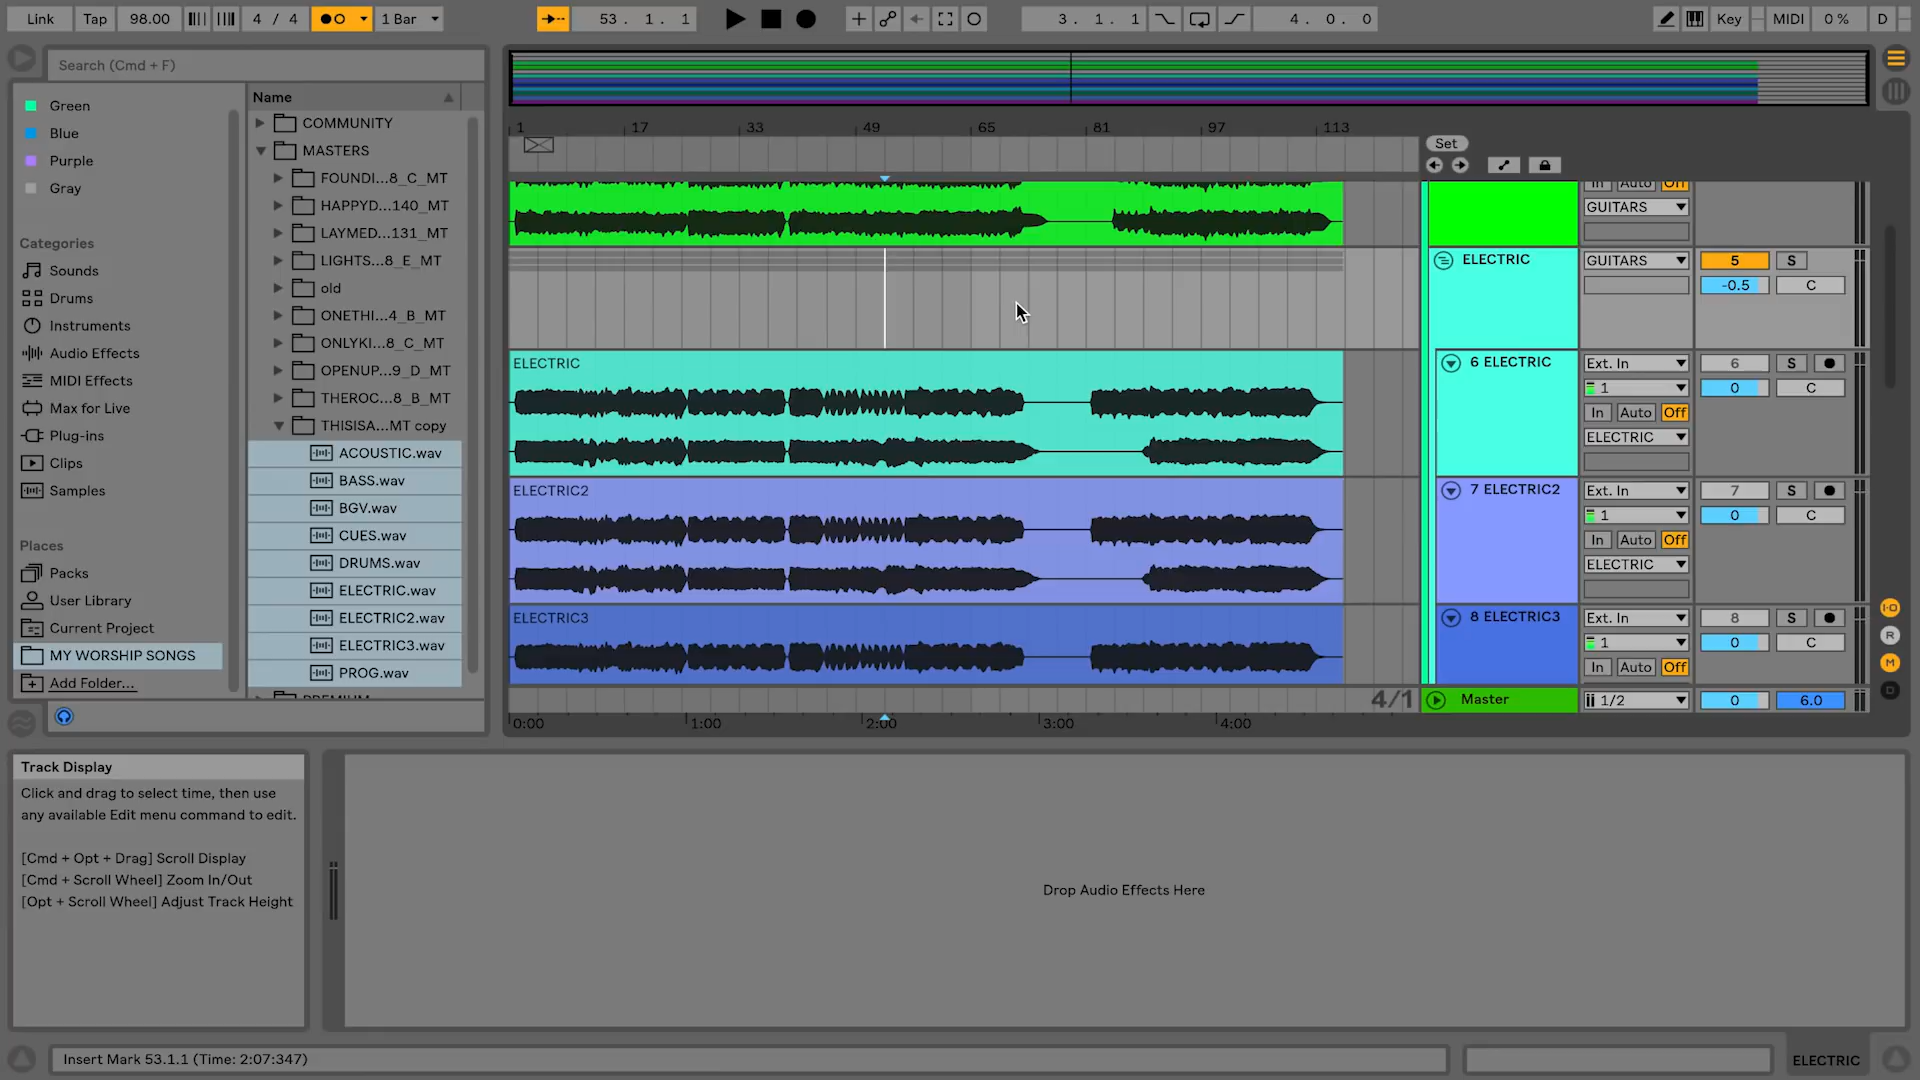 Link Tap 98.00 4 / 4 1 Bar 53 . 1 . 1 3 . 1 . 1 4 . 0 . 0 Key MIDI 0 % D
Search (Cmd + F)
Green
Blue
Purple
Gray
Categories
Sounds
Drums
Instruments
Audio Effects
MIDI Effects
Max for Live
Plug-ins
Clips
Samples
Places
Packs
User Library
Current Project
MY WORSHIP SONGS
Add Folder...
Name
COMMUNITY
MASTERS
FOUNDI...8_C_MT
HAPPYD...140_MT
LAYMED...131_MT
LIGHTS...8_E_MT
old
ONETHI...4_B_MT
ONLYKI...8_C_MT
OPENUP...9_D_MT
THEROC...8_B_MT
THISISA...MT copy
ACOUSTIC.wav
BASS.wav
BGV.wav
CUES.wav
DRUMS.wav
ELECTRIC.wav
ELECTRIC2.wav
ELECTRIC3.wav
PROG.wav
PREMIUM
1 17 33 49 65 81 97 113
Set
In Auto Off
GUITARS
ELECTRIC GUITARS 5 S
-0.5 C
ELECTRIC
6 ELECTRIC Ext. In 6 S
1 0 C
In Auto Off
ELECTRIC
ELECTRIC2
7 ELECTRIC2 Ext. In 7 S
1 0 C
In Auto Off
ELECTRIC
ELECTRIC3
8 ELECTRIC3 Ext. In 8 S
1 0 C
In Auto Off
4/1 Master 1/2 0 6.0
0:00 1:00 2:00 3:00 4:00
I-O
R
M
D
Track Display
Click and drag to select time, then use
any available Edit menu command to edit.
[Cmd + Opt + Drag] Scroll Display
[Cmd + Scroll Wheel] Zoom In/Out
[Opt + Scroll Wheel] Adjust Track Height
Drop Audio Effects Here
Insert Mark 53.1.1 (Time: 2:07:347)
ELECTRIC